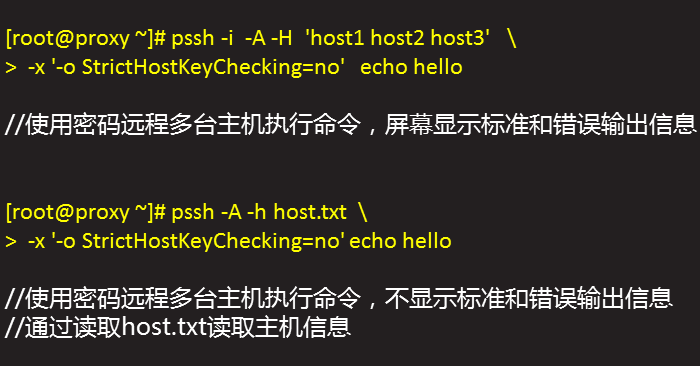 [root@proxy ~]# pssh -i -A -H 'host1 host2 host3' \
> -x '-o StrictHostKeyChecking=no' echo hello
//使用密码远程多台主机执行命令，屏幕显示标准和错误输出信息
[root@proxy ~]# pssh -A -h host.txt \
> -x '-o StrictHostKeyChecking=no' echo hello
//使用密码远程多台主机执行命令，不显示标准和错误输出信息
//通过读取host.txt读取主机信息